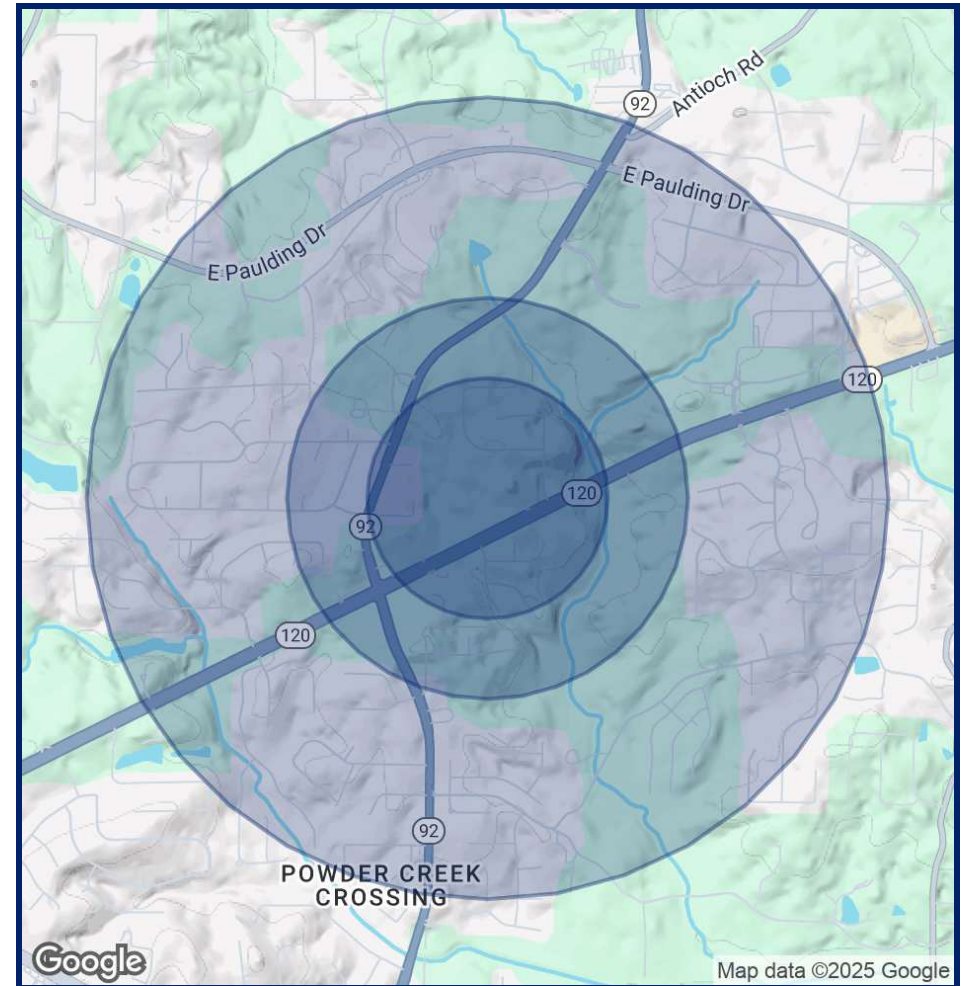 92
Antioch Rd
E Paulding Dr
E Paulding Dr
120
120
92
120
92
POWDER CREEK
CROSSING
Google
Map data ©2025 Google